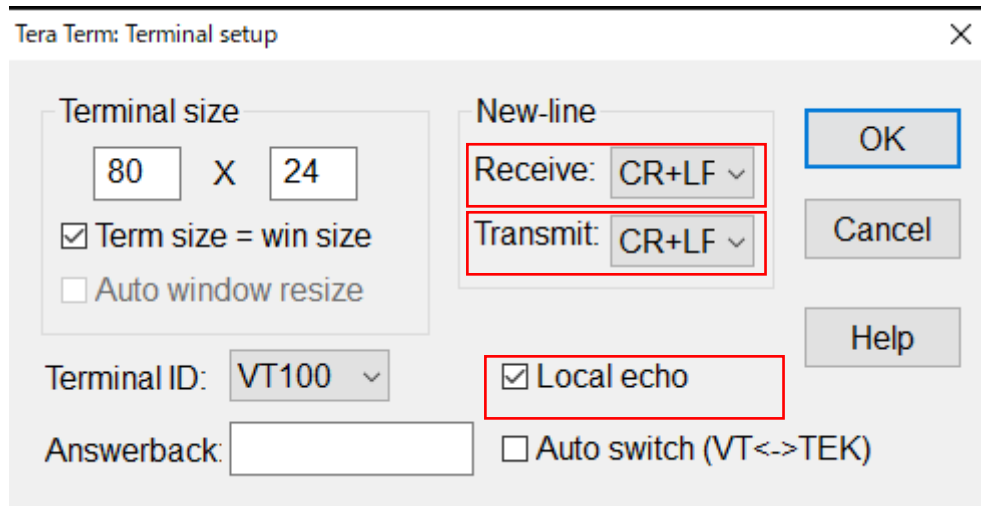 Tera Term: Terminal setup
Terminal size
80 X 24
Term size = win size
Auto window resize
New-line
Receive: CR+LF
Transmit: CR+LF
OK
Cancel
Help
Terminal ID: VT100
Local echo
Answerback:
Auto switch (VT<->TEK)